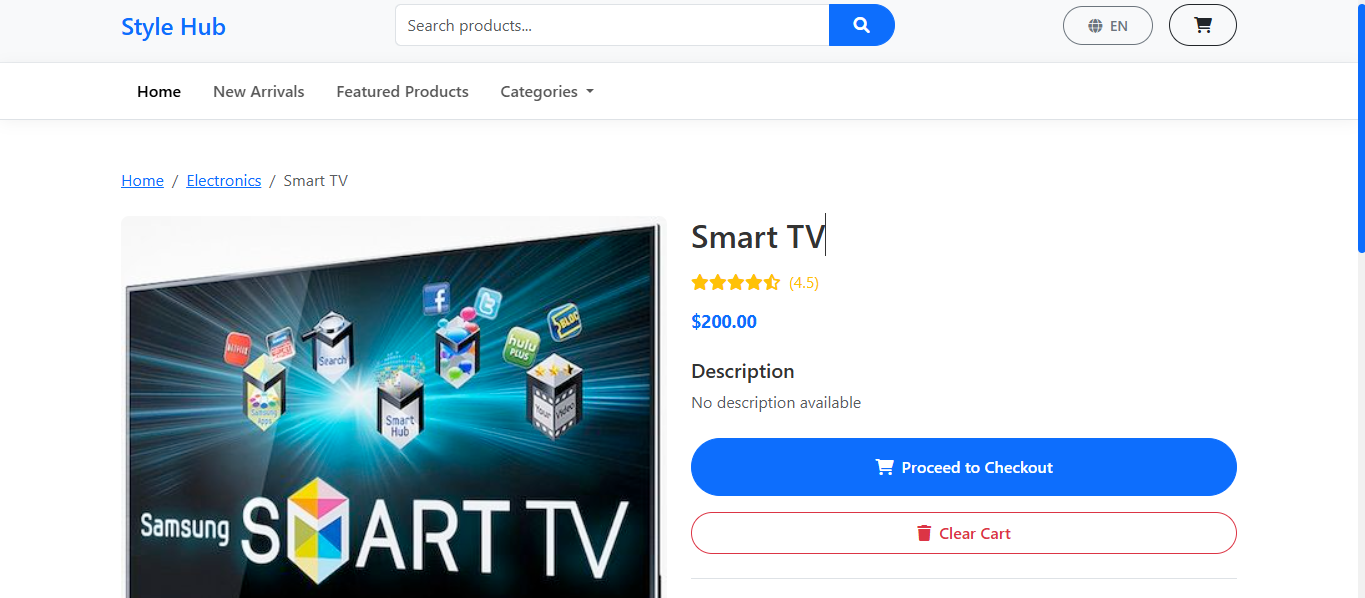 Style Hub
Search products...
EN
Home
New Arrivals
Featured Products
Categories
Home / Electronics / Smart TV
Smart TV
(4.5)
$200.00
Description
No description available
Proceed to Checkout
Clear Cart
Search
hulu PLUS
Samsung Apps
Smart Hub
Your Video
Samsung SMART TV